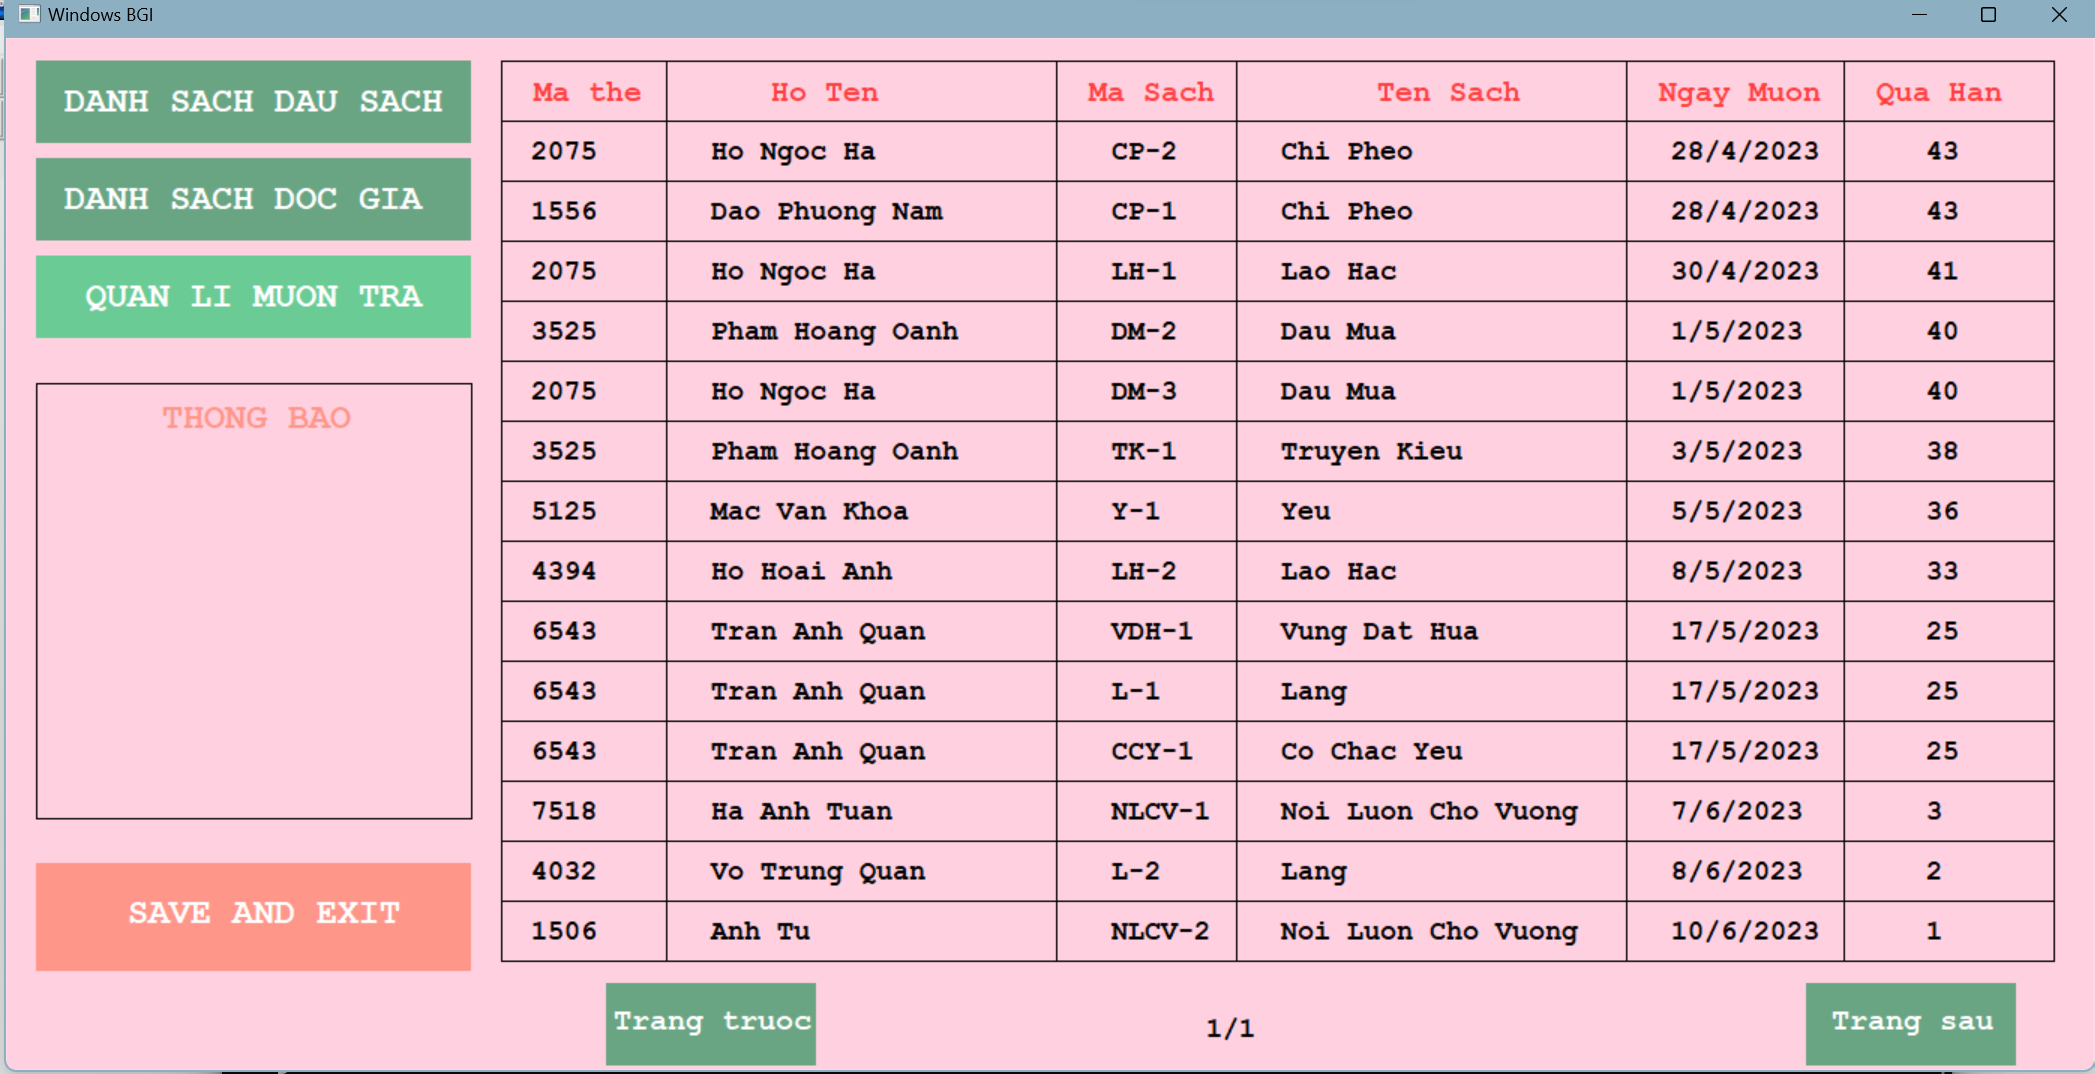 Windows BGI
DANH SACH DAU SACH
DANH SACH DOC GIA
QUAN LI MUON TRA
THONG BAO
SAVE AND EXIT
Ma the Ho Ten Ma Sach Ten Sach Ngay Muon Qua Han
2075 Ho Ngoc Ha CP-2 Chi Pheo 28/4/2023 43
1556 Dao Phuong Nam CP-1 Chi Pheo 28/4/2023 43
2075 Ho Ngoc Ha LH-1 Lao Hac 30/4/2023 41
3525 Pham Hoang Oanh DM-2 Dau Mua 1/5/2023 40
2075 Ho Ngoc Ha DM-3 Dau Mua 1/5/2023 40
3525 Pham Hoang Oanh TK-1 Truyen Kieu 3/5/2023 38
5125 Mac Van Khoa Y-1 Yeu 5/5/2023 36
4394 Ho Hoai Anh LH-2 Lao Hac 8/5/2023 33
6543 Tran Anh Quan VDH-1 Vung Dat Hua 17/5/2023 25
6543 Tran Anh Quan L-1 Lang 17/5/2023 25
6543 Tran Anh Quan CCY-1 Co Chac Yeu 17/5/2023 25
7518 Ha Anh Tuan NLCV-1 Noi Luon Cho Vuong 7/6/2023 3
4032 Vo Trung Quan L-2 Lang 8/6/2023 2
1506 Anh Tu NLCV-2 Noi Luon Cho Vuong 10/6/2023 1
Trang truoc 1/1 Trang sau